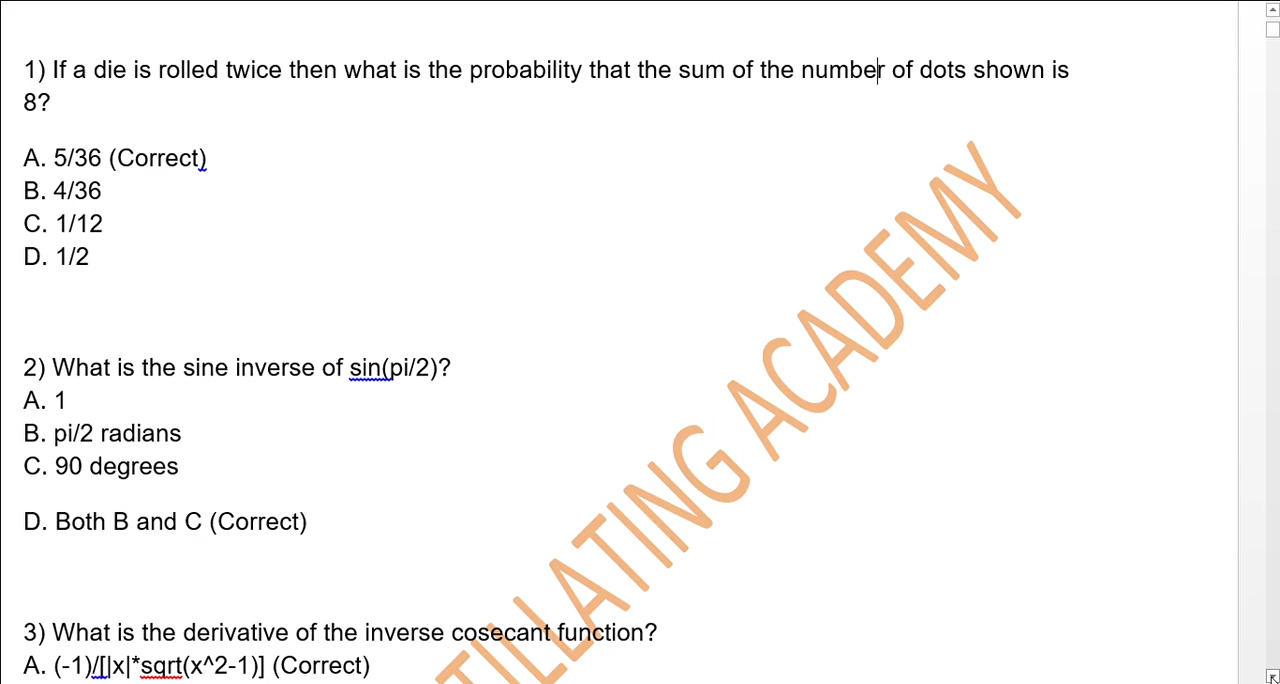 1) If a die is rolled twice then what is the probability that the sum of the number of dots shown is
8?
A. 5/36 (Correct)
B. 4/36
C. 1/12
D. 1/2
2) What is the sine inverse of sin(pi/2)?
A. 1
B. pi/2 radians
C. 90 degrees
D. Both B and C (Correct)
3) What is the derivative of the inverse cosecant function?
A. (-1)/[|x|*sqrt(x^2-1)] (Correct)
TILLATING ACADEMY